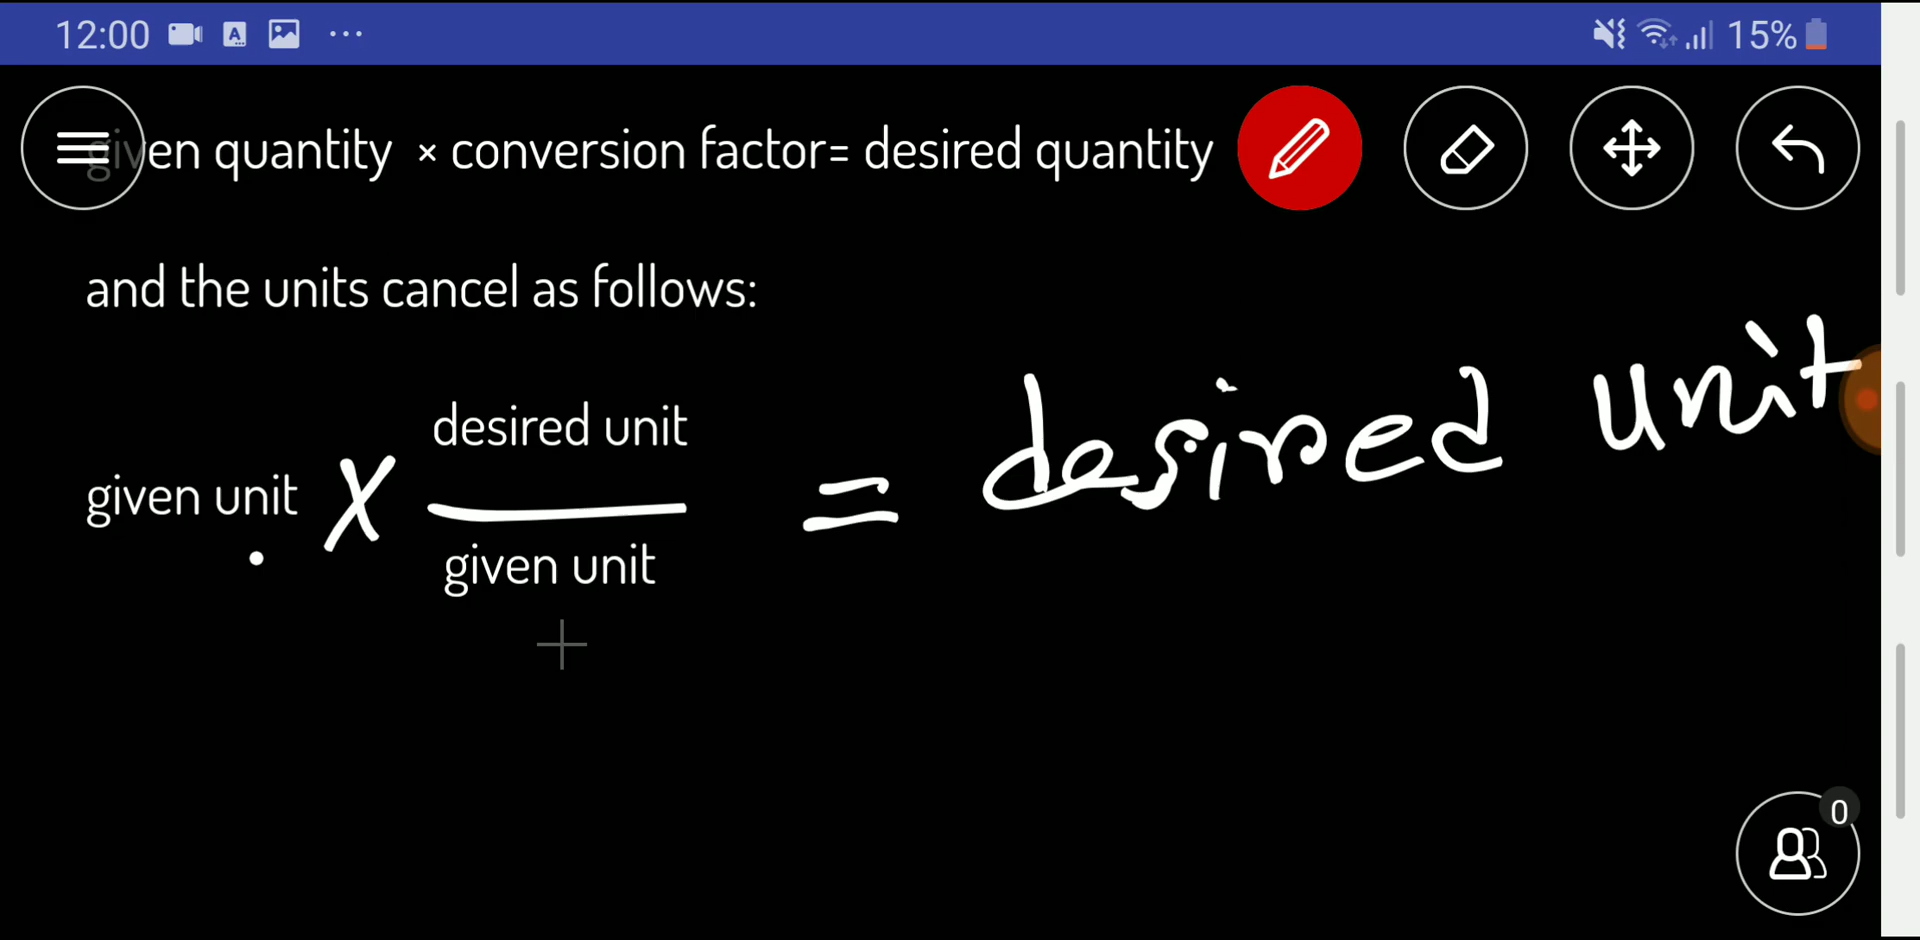 12:00 15%
given quantity × conversion factor= desired quantity
and the units cancel as follows:
desired unit
given unit X = desired unit
given unit
0